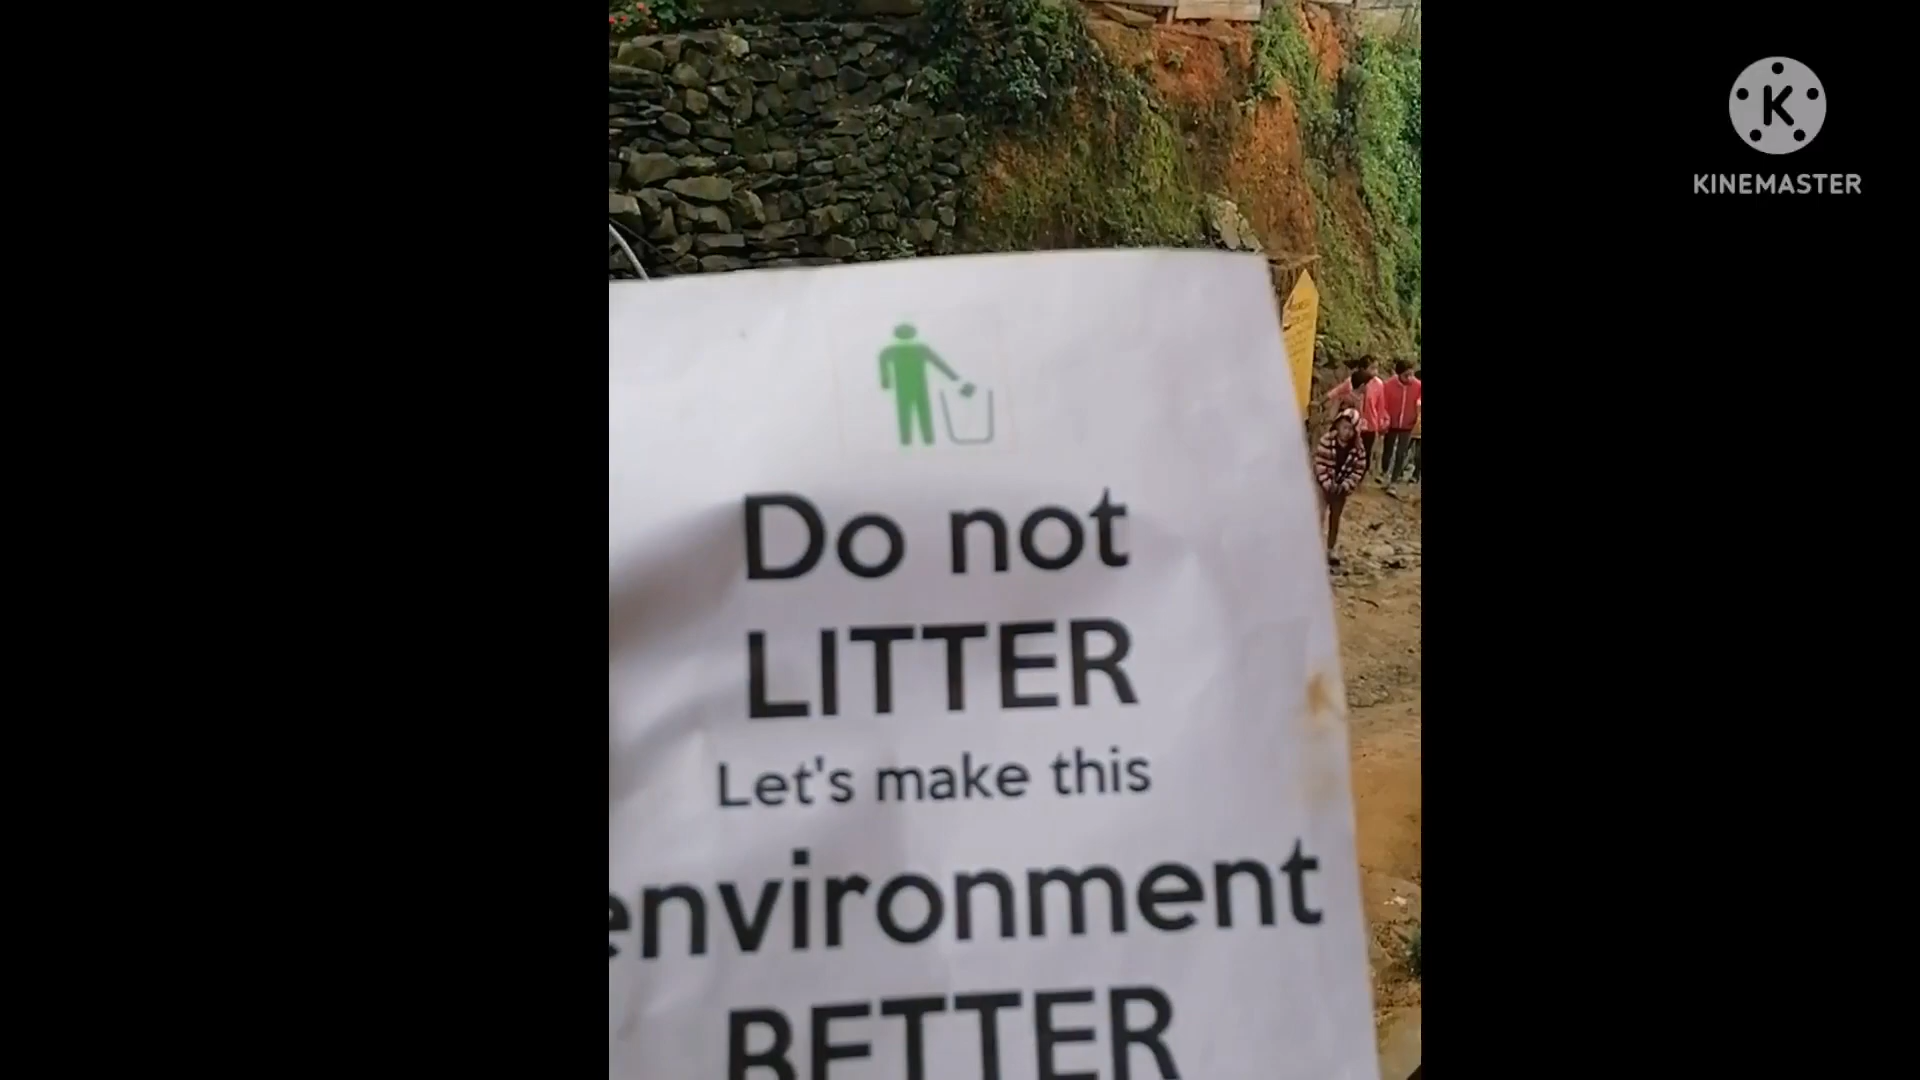 K
KINEMASTER
Do not
LITTER
Let's make this
environment
BETTER